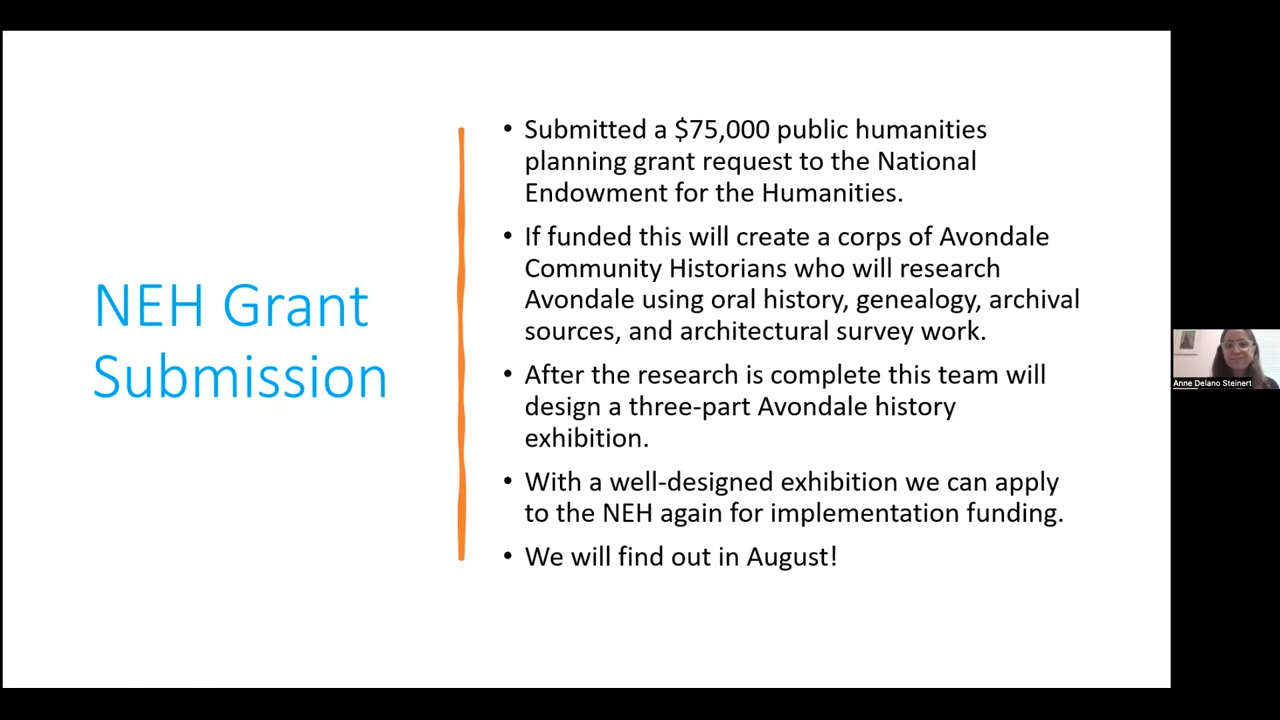 NEH Grant
Submission
• Submitted a $75,000 public humanities
planning grant request to the National
Endowment for the Humanities.
• If funded this will create a corps of Avondale
Community Historians who will research
Avondale using oral history, genealogy, archival
sources, and architectural survey work.
• After the research is complete this team will
design a three-part Avondale history
exhibition.
• With a well-designed exhibition we can apply
to the NEH again for implementation funding.
• We will find out in August!
Anne Delano Steinert